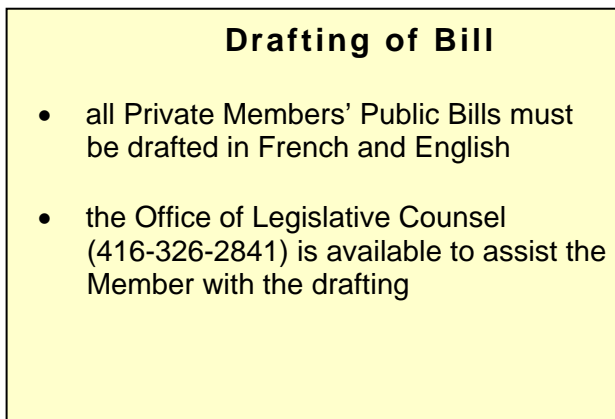 Drafting of Bill
• all Private Members’ Public Bills must
be drafted in French and English
• the Office of Legislative Counsel
(416-326-2841) is available to assist the
Member with the drafting